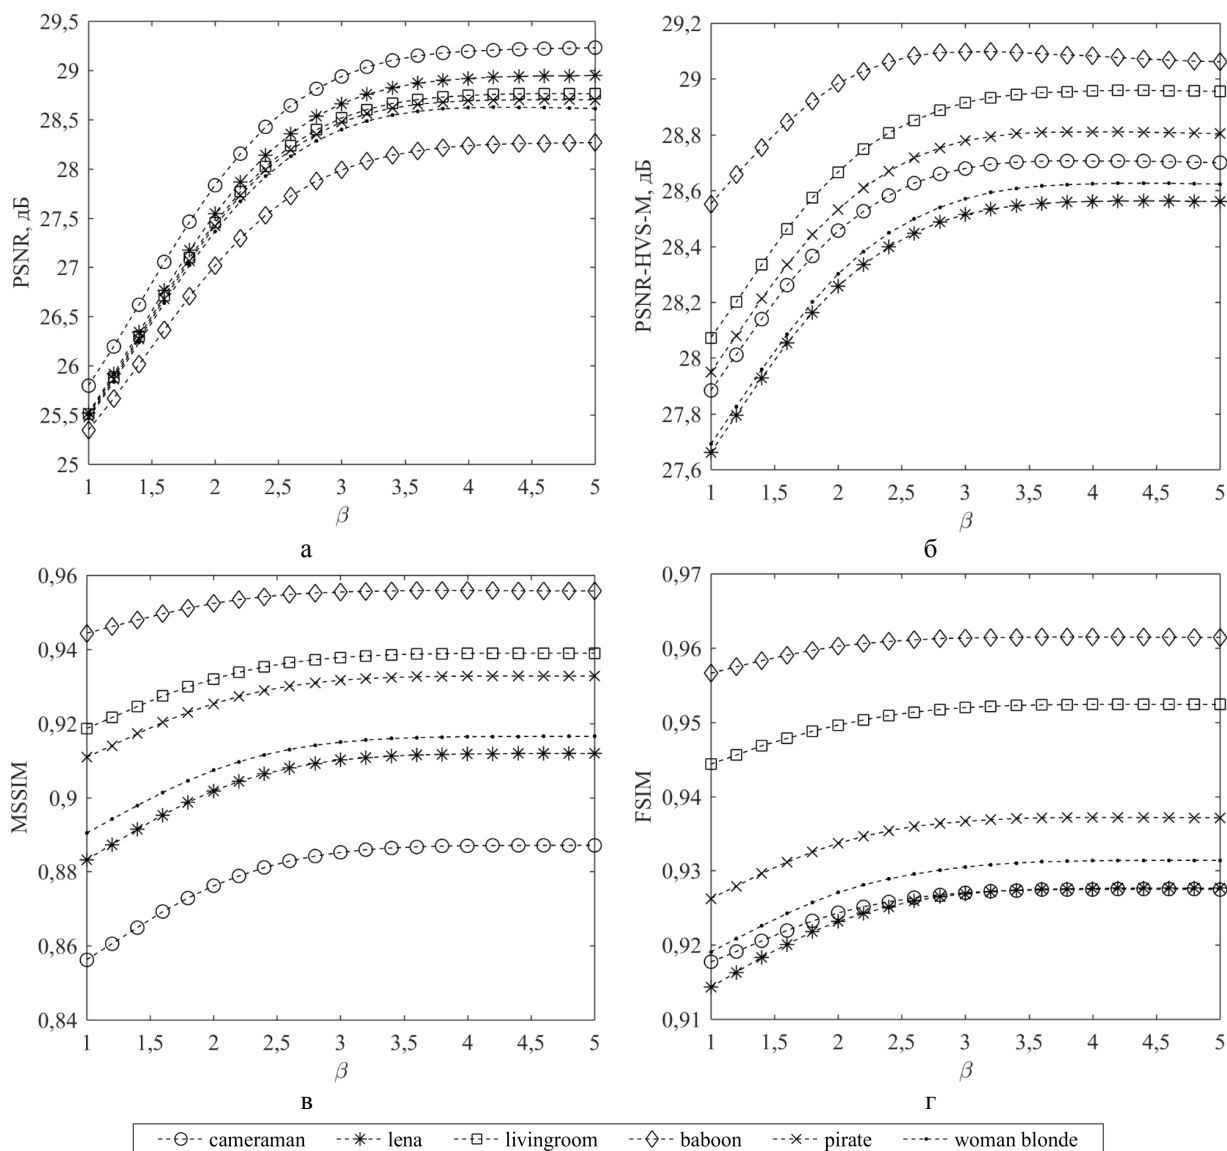 29,5
29
28,5
28
27,5
27
26,5
26
25,5
25
PSNR, дБ
1 1,5 2 2,5 3 3,5 4 4,5 5
β
а
29,2
29
28,8
28,6
28,4
28,2
28
27,8
27,6
PSNR-HVS-M, дБ
1 1,5 2 2,5 3 3,5 4 4,5 5
β
б
0,96
0,94
0,92
0,9
0,88
0,86
0,84
MSSIM
1 1,5 2 2,5 3 3,5 4 4,5 5
β
в
0,97
0,96
0,95
0,94
0,93
0,92
0,91
FSIM
1 1,5 2 2,5 3 3,5 4 4,5 5
β
г
cameraman lena livingroom baboon pirate woman blonde